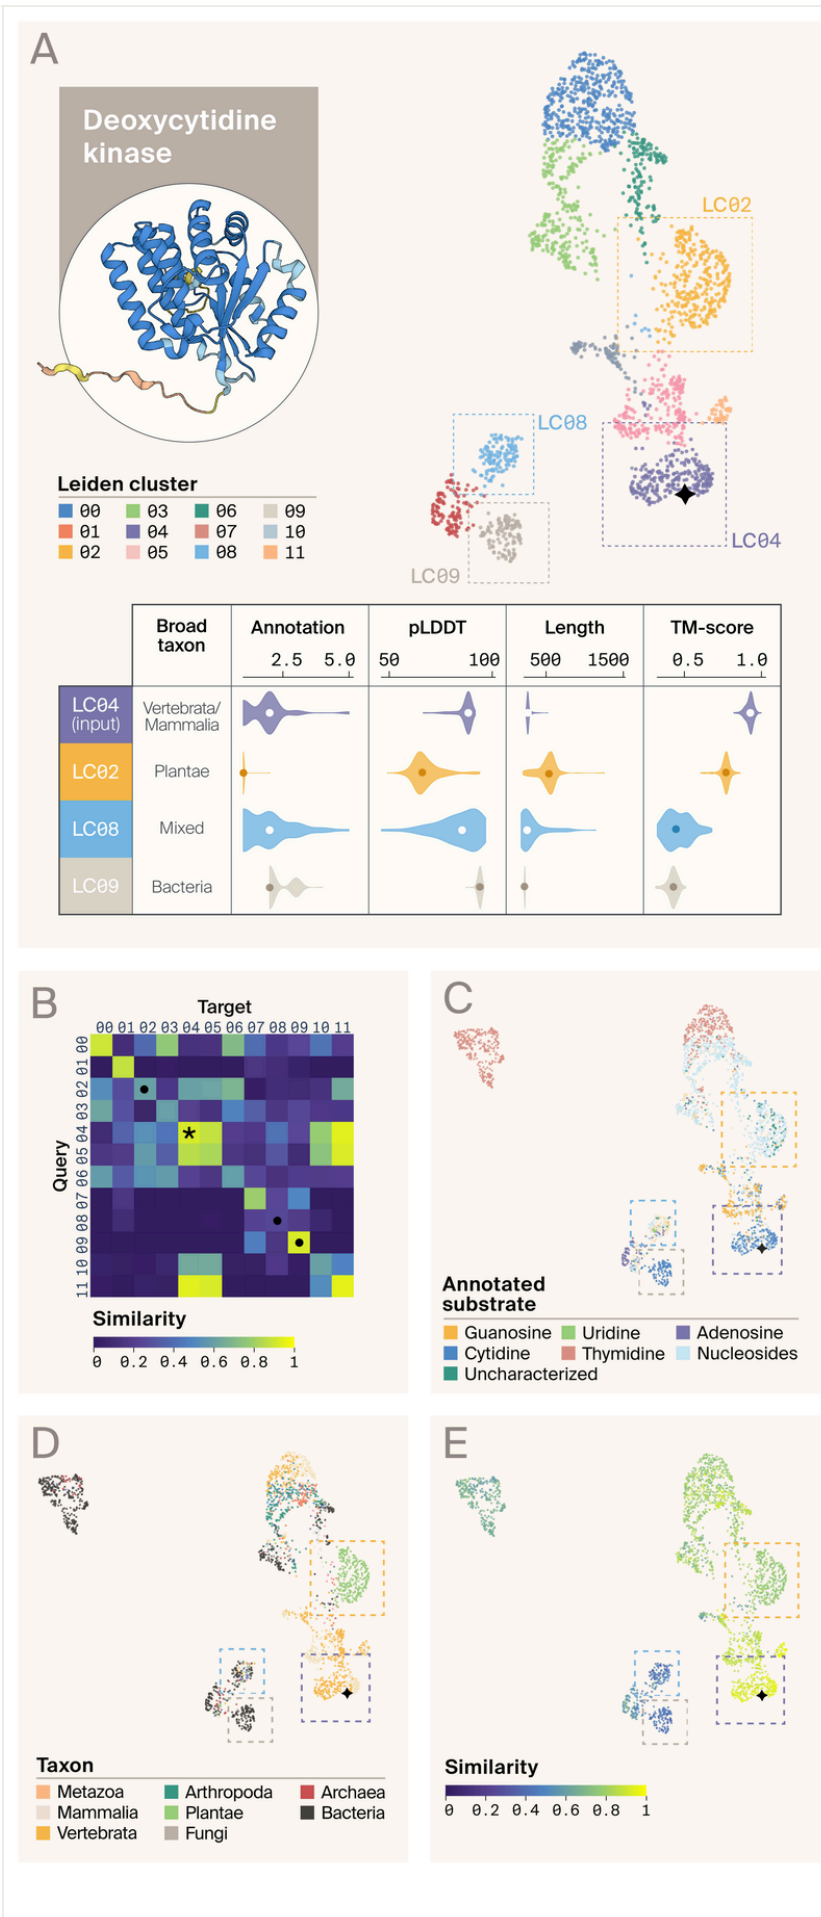 A
Deoxycytidine
kinase
LC02
LC08
LC04
LC09
Leiden cluster
00 03 06 09
01 04 07 10
02 05 08 11
Broad
taxon
Annotation
pLDDT
Length
TM-score
2.5 5.0 50 100 500 1500 0.5 1.0
LC04
(input)
Vertebrata/
Mammalia
LC02 Plantae
LC08 Mixed
LC09 Bacteria
B
Target
00 01 02 03 04 05 06 07 08 09 10 11
Query
00 01 02 03 04 05 06 07 08 09 10 11
*
Similarity
0 0.2 0.4 0.6 0.8 1
C
Annotated
substrate
Guanosine Uridine Adenosine
Cytidine Thymidine Nucleosides
Uncharacterized
D
Taxon
Metazoa Arthropoda Archaea
Mammalia Plantae Bacteria
Vertebrata Fungi
E
Similarity
0 0.2 0.4 0.6 0.8 1